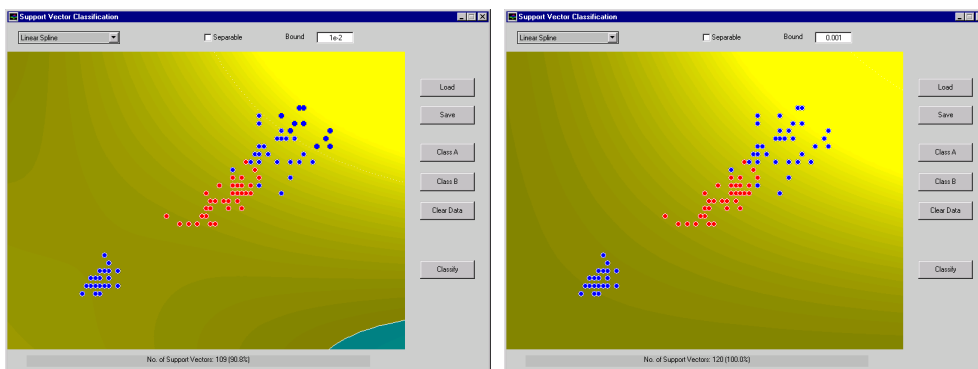 Support Vector Classification
Linear Spline Separable Bound 1e-2
Load
Save
Class A
Class B
Clear Data
Classify
No. of Support Vectors: 109 (90.8%)
Support Vector Classification
Linear Spline Separable Bound 0.001
Load
Save
Class A
Class B
Clear Data
Classify
No. of Support Vectors: 120 (100.0%)